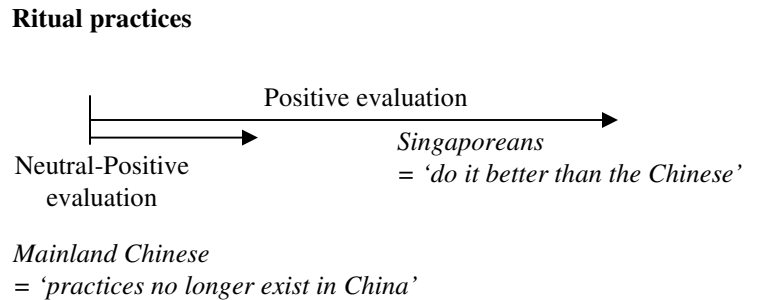 Ritual practices
Positive evaluation
Singaporeans
= ‘do it better than the Chinese’
Neutral-Positive
evaluation
Mainland Chinese
= ‘practices no longer exist in China’